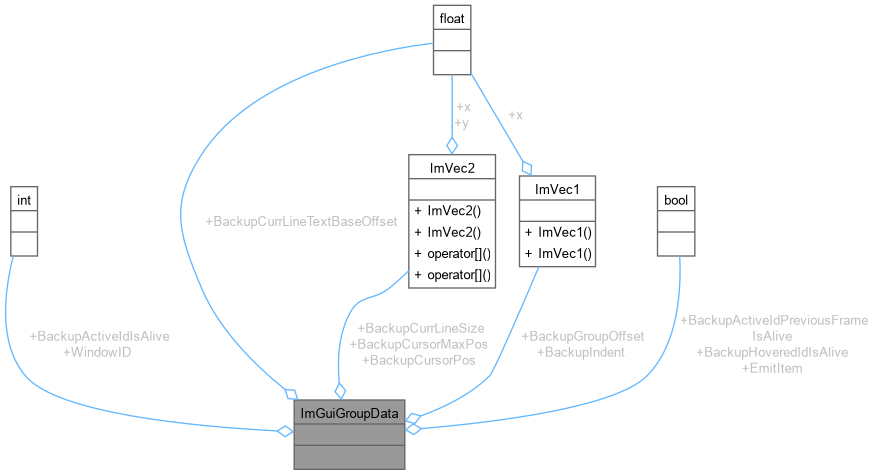 float
+x
+y
+x
ImVec2
+ ImVec2()
+ ImVec2()
+ operator[]()
+ operator[]()
ImVec1
+ ImVec1()
+ ImVec1()
int
bool
+BackupCurrLineTextBaseOffset
+BackupActiveIdIsAlive
+WindowID
+BackupCurrLineSize
+BackupCursorMaxPos
+BackupCursorPos
+BackupGroupOffset
+BackupIndent
+BackupActiveIdPreviousFrame
IsAlive
+BackupHoveredIdIsAlive
+EmitItem
ImGuiGroupData